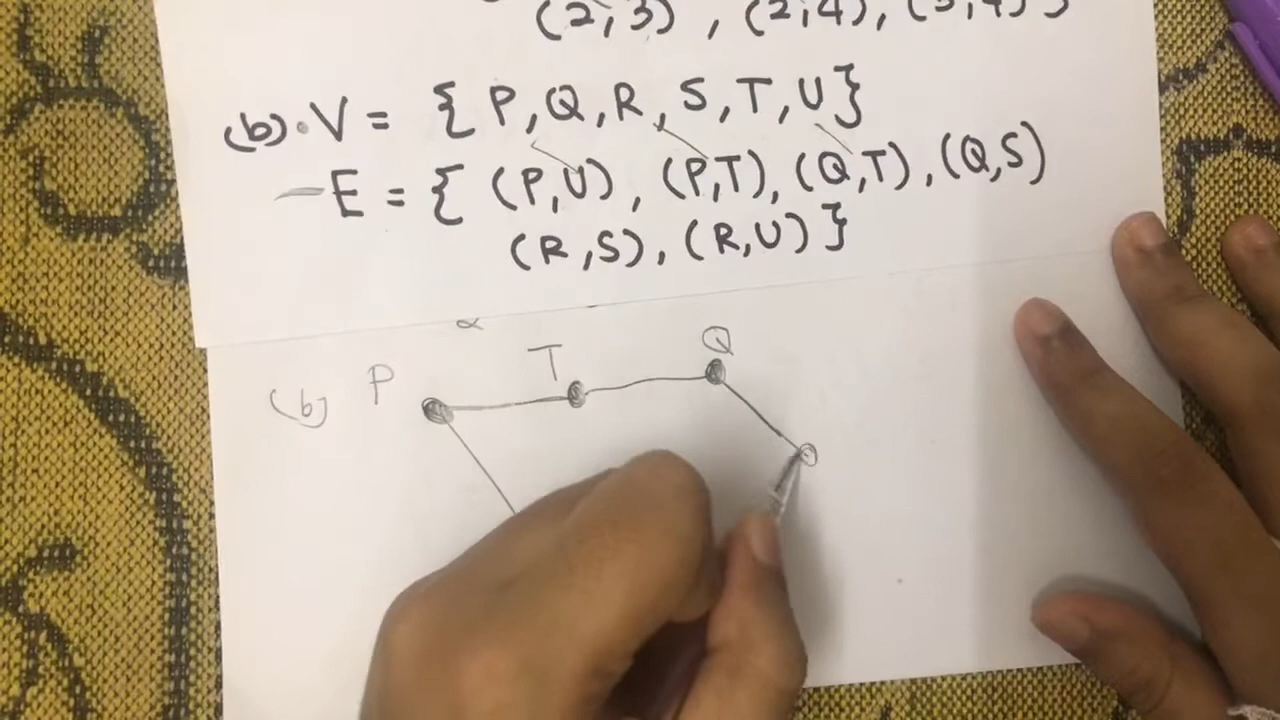 (2,3), (2,4), (3,4) }
(b). V = { P, Q, R, S, T, U }
E = { (P,U), (P,T), (Q,T), (Q,S)
(R,S), (R,U) }
(b) P T Q